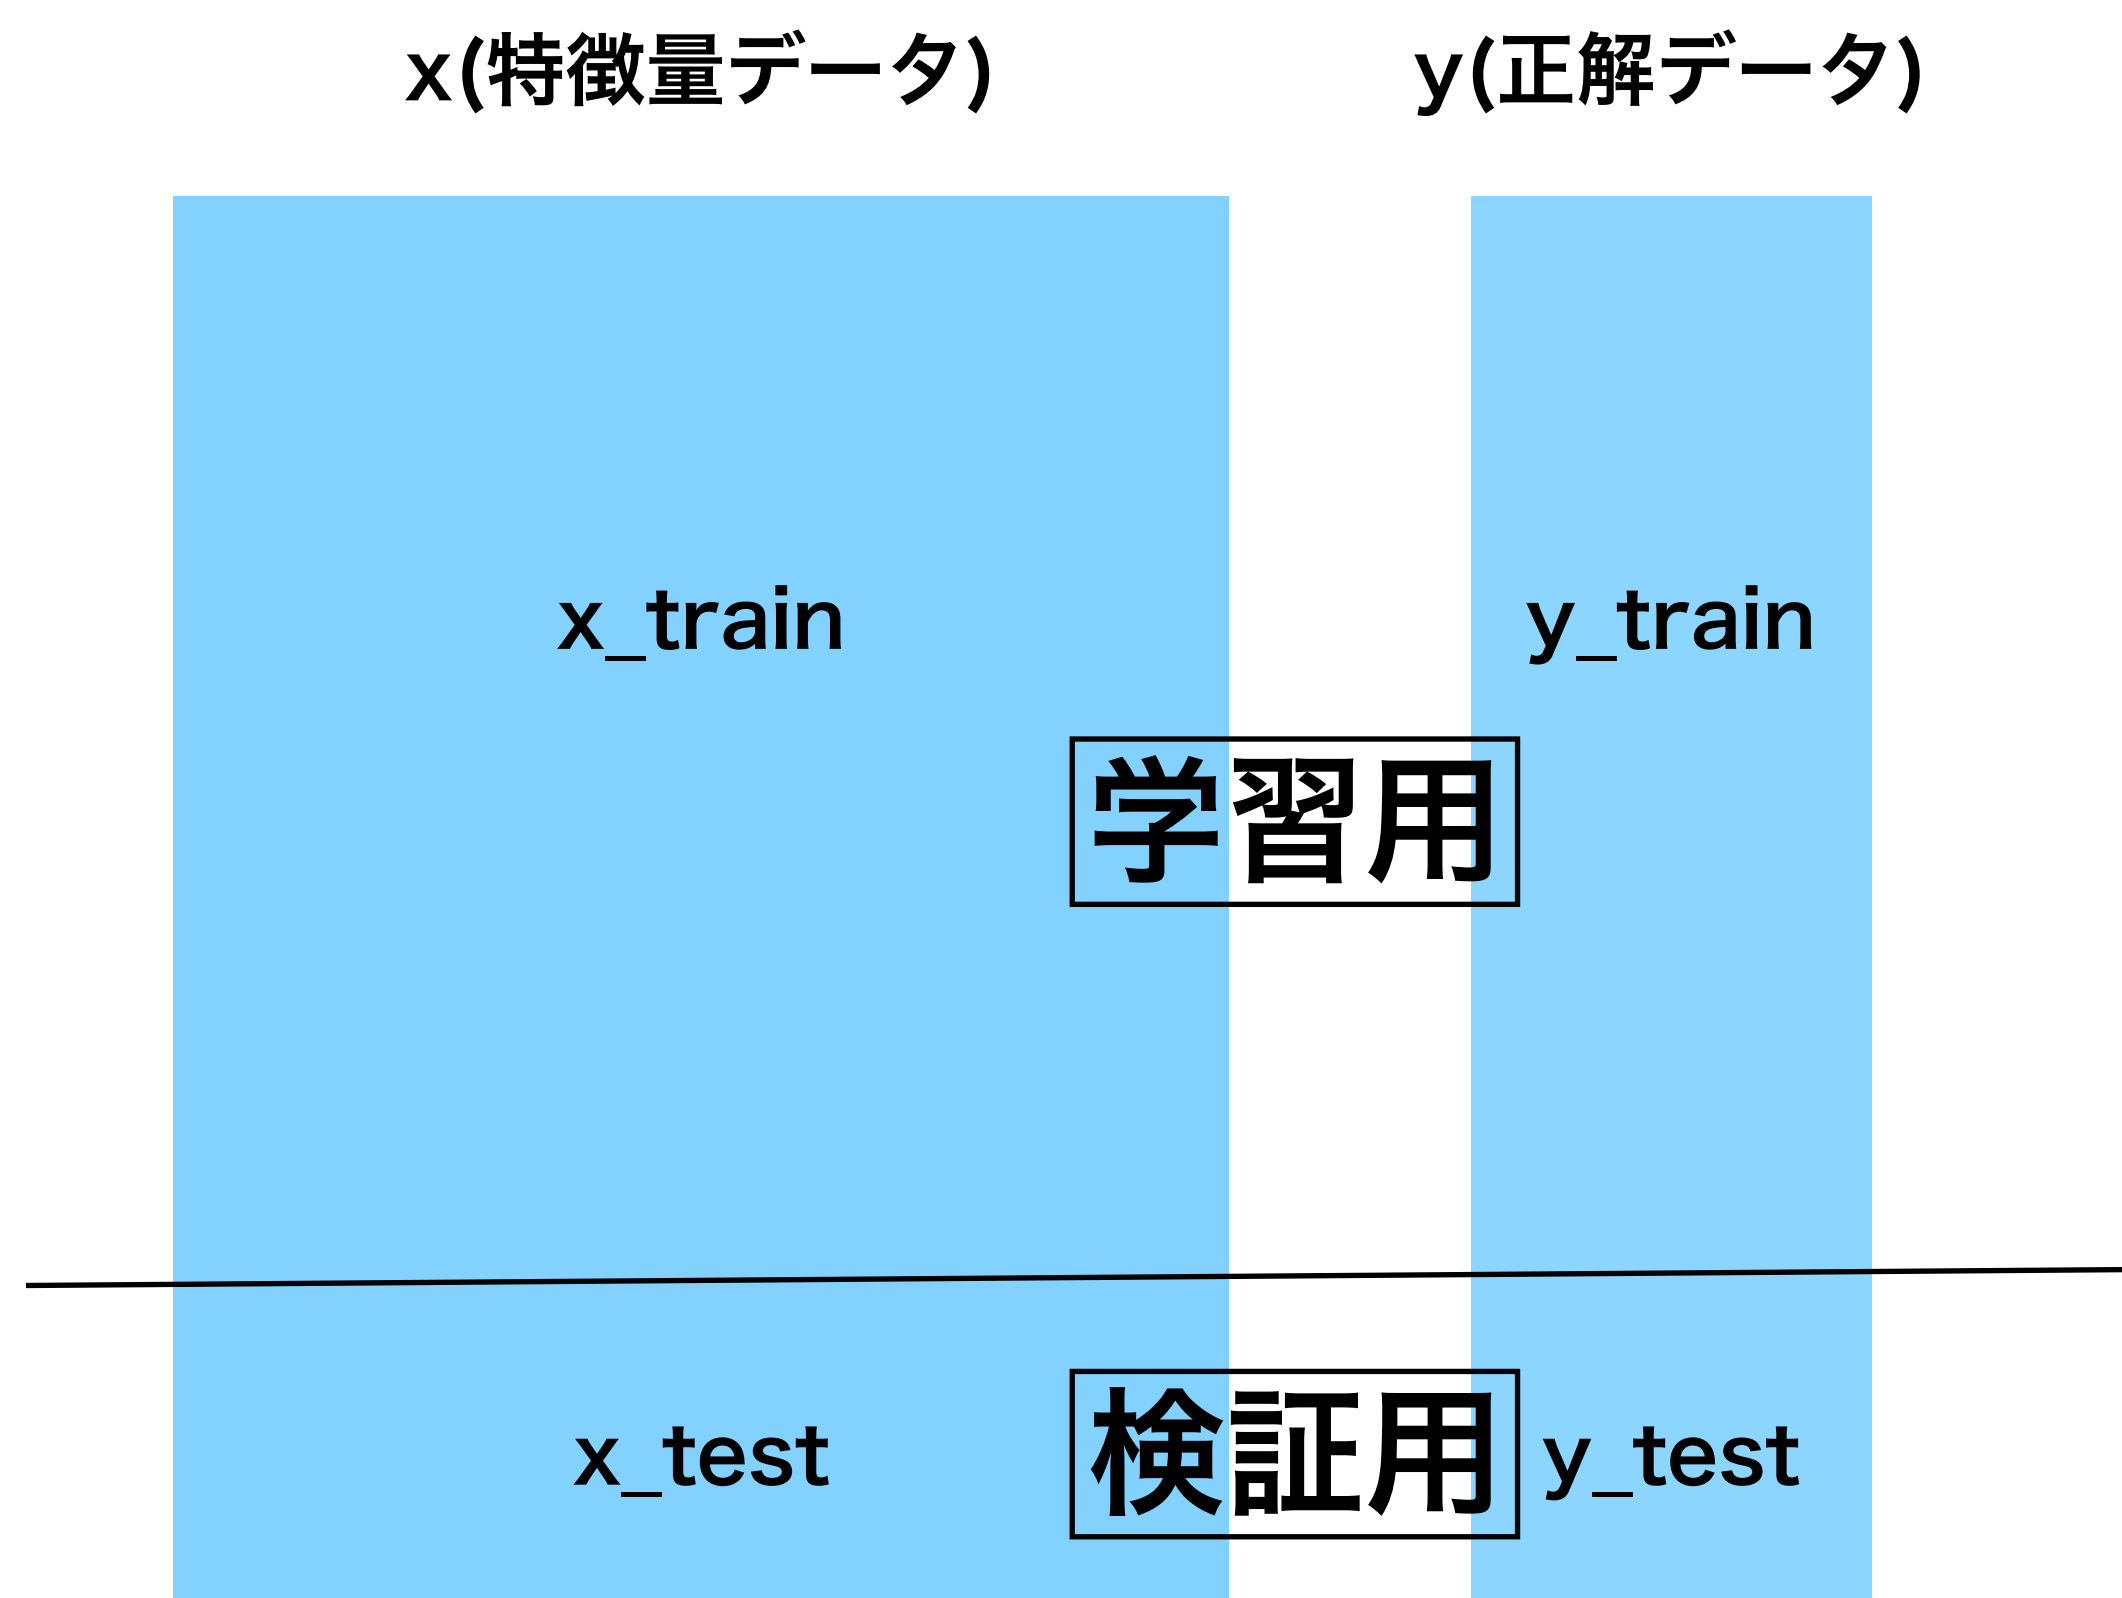 x(特徴量データ)
y(正解データ)
x_train
y_train
学習用
x_test
検証用
y_test